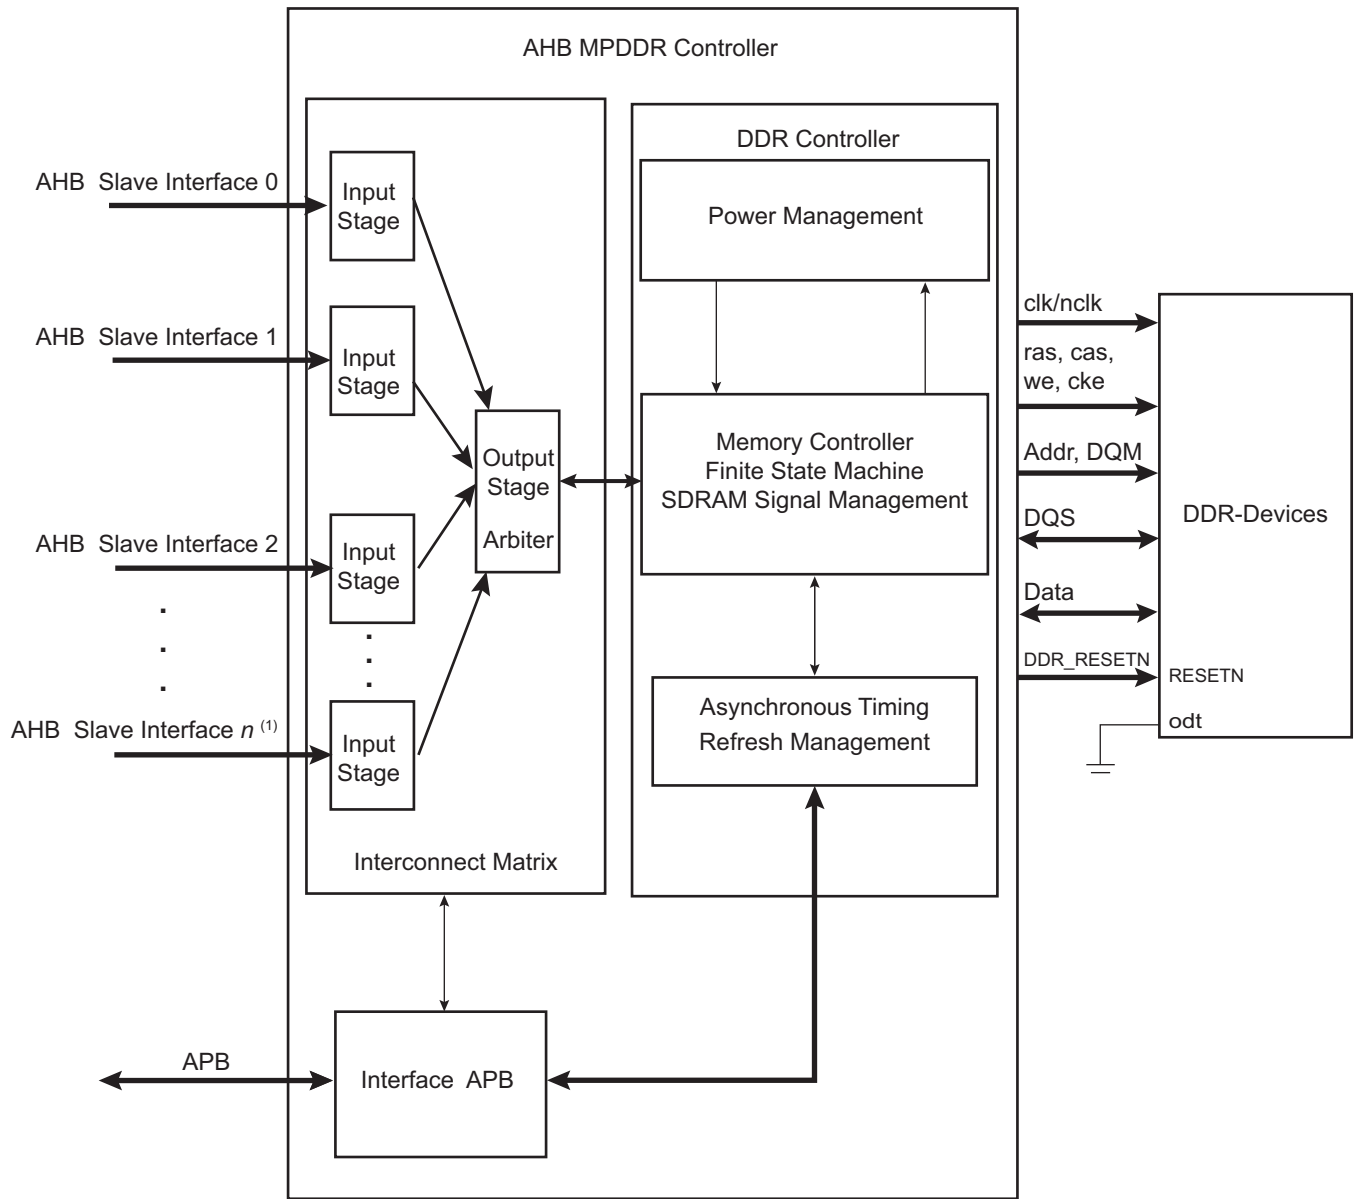 AHB MPDDR Controller
DDR Controller
AHB Slave Interface 0
Input
Stage
Power Management
AHB Slave Interface 1
Input
Stage
clk/nclk
ras, cas,
we, cke
Output
Stage
Arbiter
Memory Controller
Finite State Machine
SDRAM Signal Management
Addr, DQM
DQS
DDR-Devices
AHB Slave Interface 2
Input
Stage
Data
.
.
.
.
.
.
DDR_RESETN
RESETN
odt
AHB Slave Interface n (1)
Input
Stage
Asynchronous Timing
Refresh Management
Interconnect Matrix
APB
Interface APB